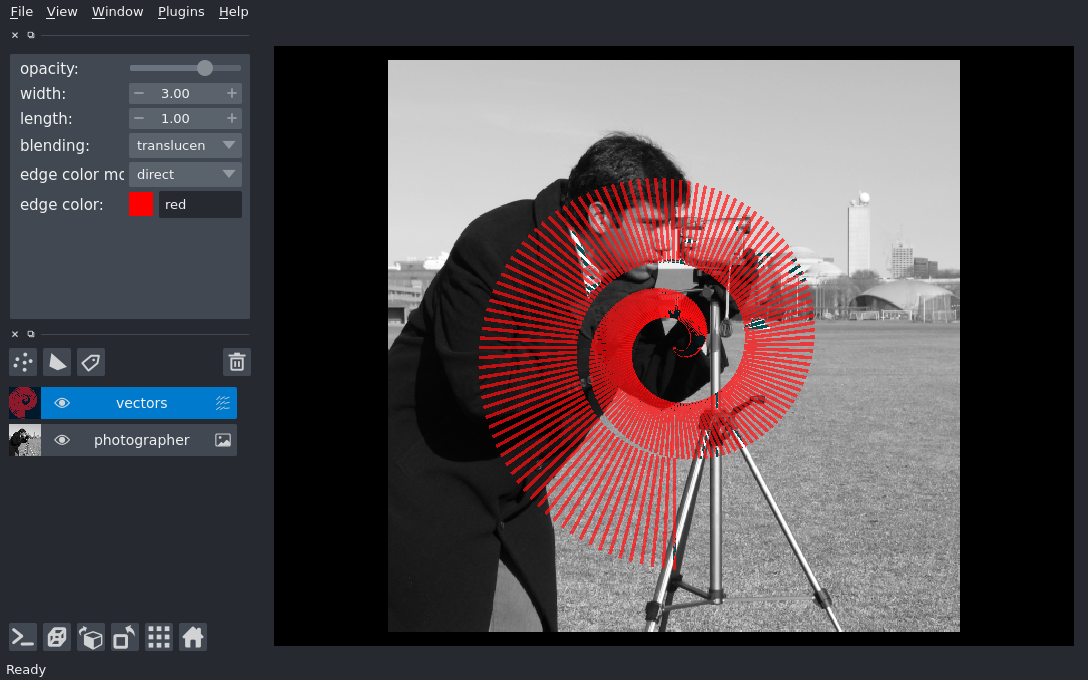 File View Window Plugins Help
opacity:
width: 3.00
length: 1.00
blending: translucen
edge color mo direct
edge color: red
vectors
photographer
Ready